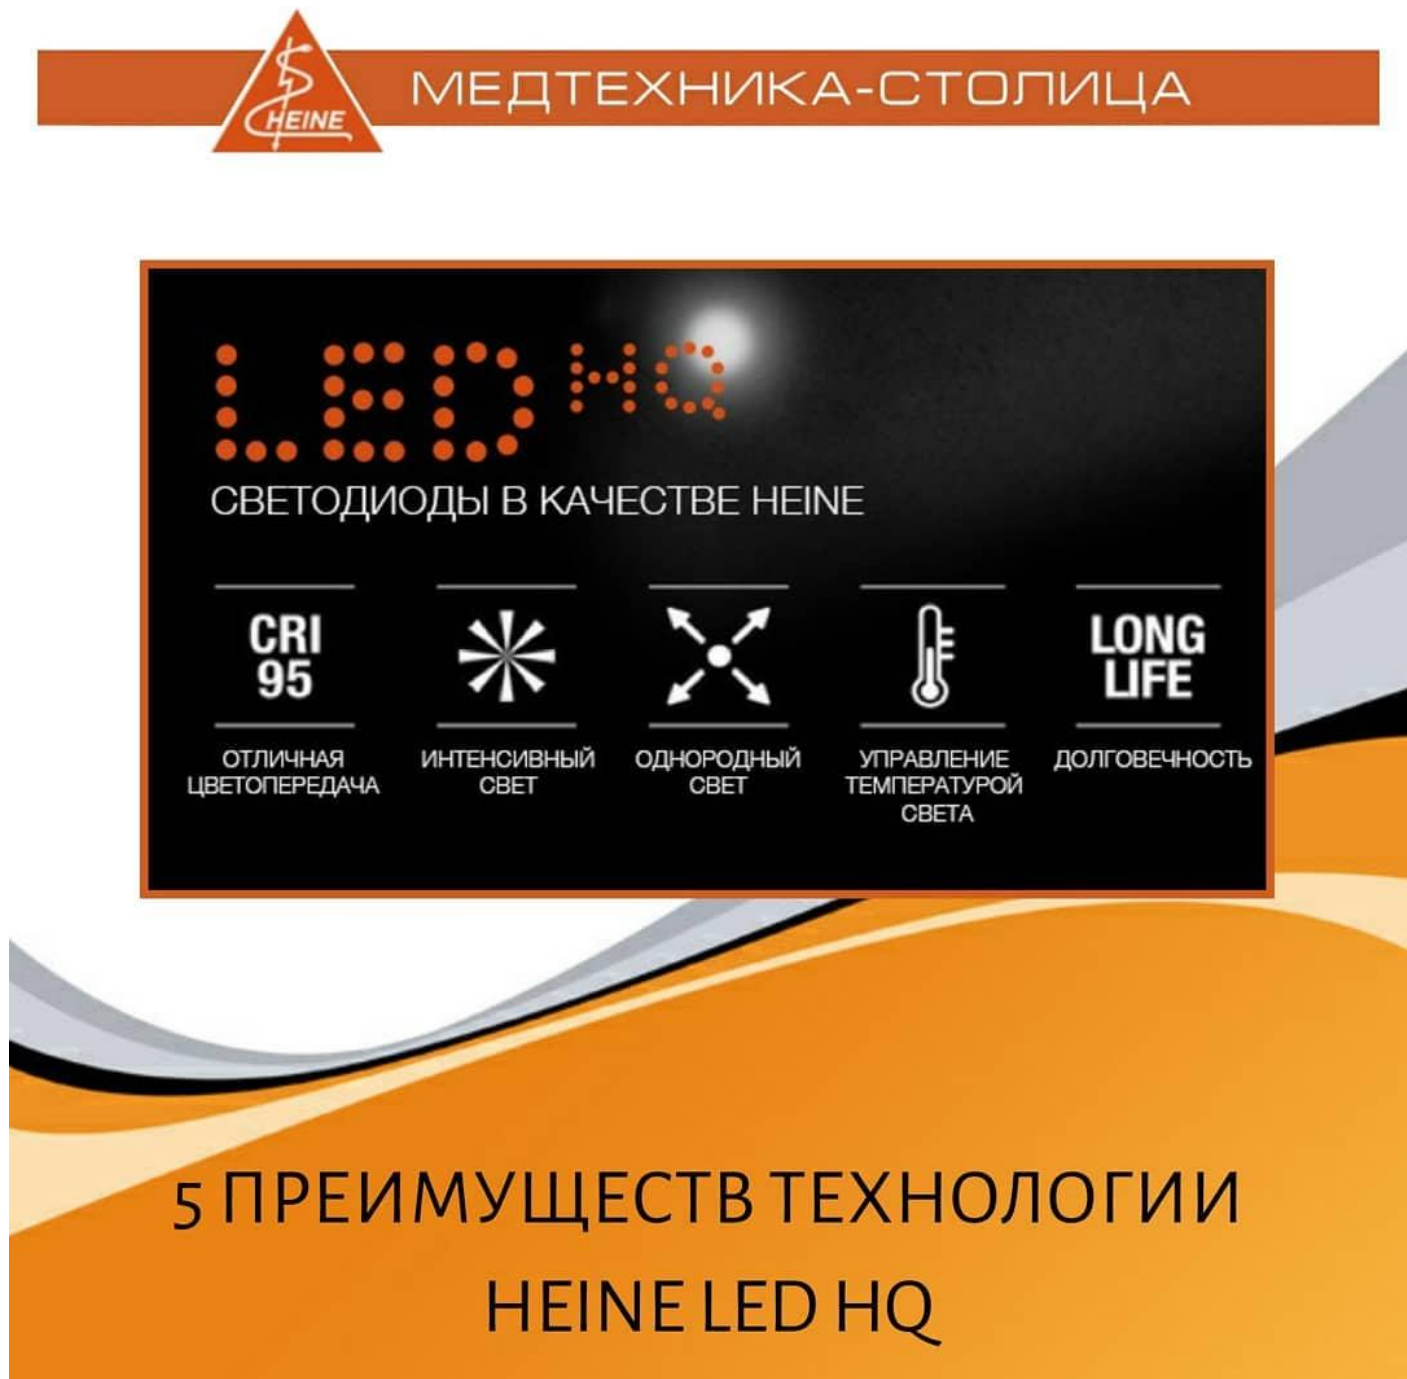 HEINE
МЕДТЕХНИКА-СТОЛИЦА
LED HQ
СВЕТОДИОДЫ В КАЧЕСТВЕ HEINE
CRI
95
ОТЛИЧНАЯ
ЦВЕТОПЕРЕДАЧА
ИНТЕНСИВНЫЙ
СВЕТ
ОДНОРОДНЫЙ
СВЕТ
УПРАВЛЕНИЕ
ТЕМПЕРАТУРОЙ
СВЕТА
LONG
LIFE
ДОЛГОВЕЧНОСТЬ
5 ПРЕИМУЩЕСТВ ТЕХНОЛОГИИ
HEINE LED HQ